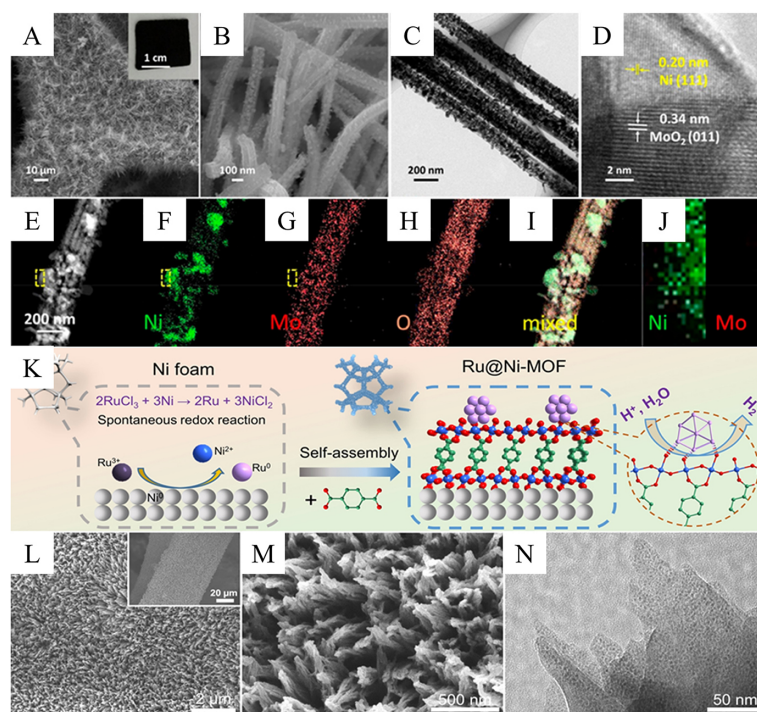 A
1 cm
10 μm
B
100 nm
C
200 nm
D
0.20 nm
Ni (111)
0.34 nm
MoO₂ (011)
2 nm
E
200 nm
F
Ni
G
Mo
H
O
I
mixed
J
Ni
Mo
K
Ni foam
2RuCl₃ + 3Ni → 2Ru + 3NiCl₂
Spontaneous redox reaction
Ru³⁺
Ni²⁺
Ru⁰
Ni⁰
Self-assembly
+
Ru@Ni-MOF
H⁺, H₂O
H₂
L
20 μm
2 μm
M
500 nm
N
50 nm